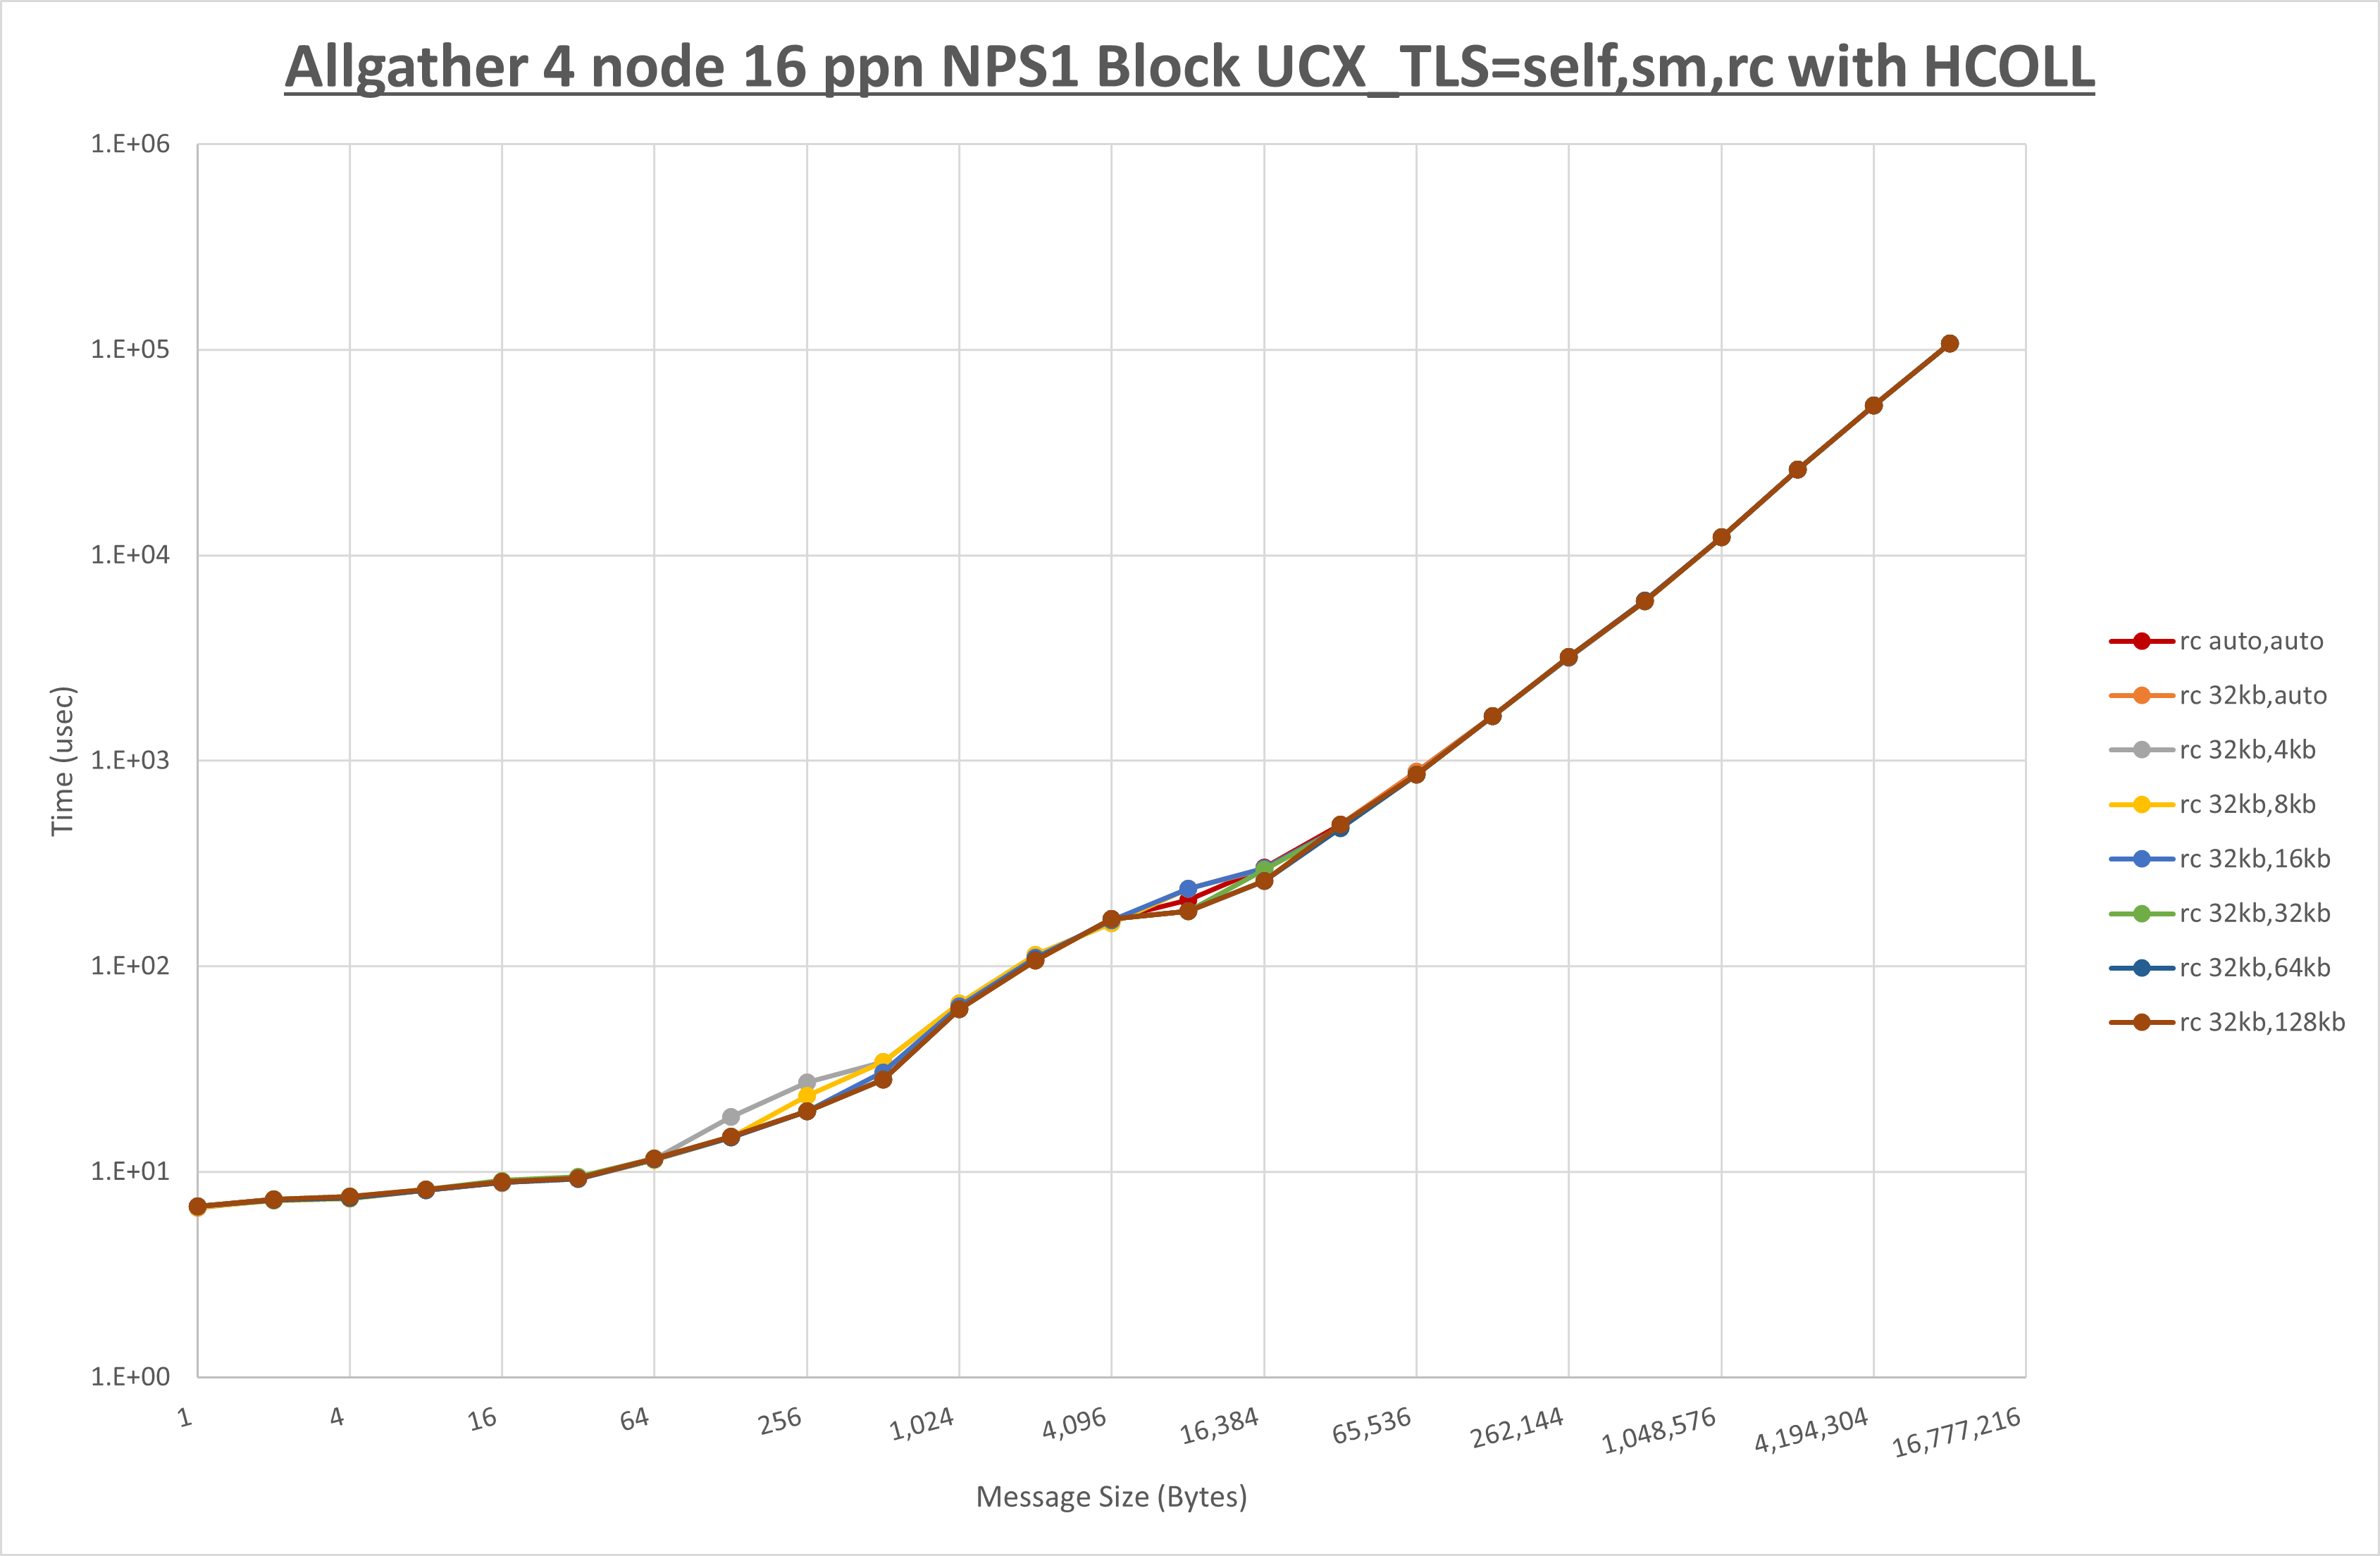 Allgather 4 node 16 ppn NPS1 Block UCX_TLS=self,sm,rc with HCOLL
1.E+06
1.E+05
1.E+04
1.E+03
1.E+02
1.E+01
1.E+00
Time (usec)
1
4
16
64
256
1,024
4,096
16,384
65,536
262,144
1,048,576
4,194,304
16,777,216
Message Size (Bytes)
rc auto,auto
rc 32kb,auto
rc 32kb,4kb
rc 32kb,8kb
rc 32kb,16kb
rc 32kb,32kb
rc 32kb,64kb
rc 32kb,128kb